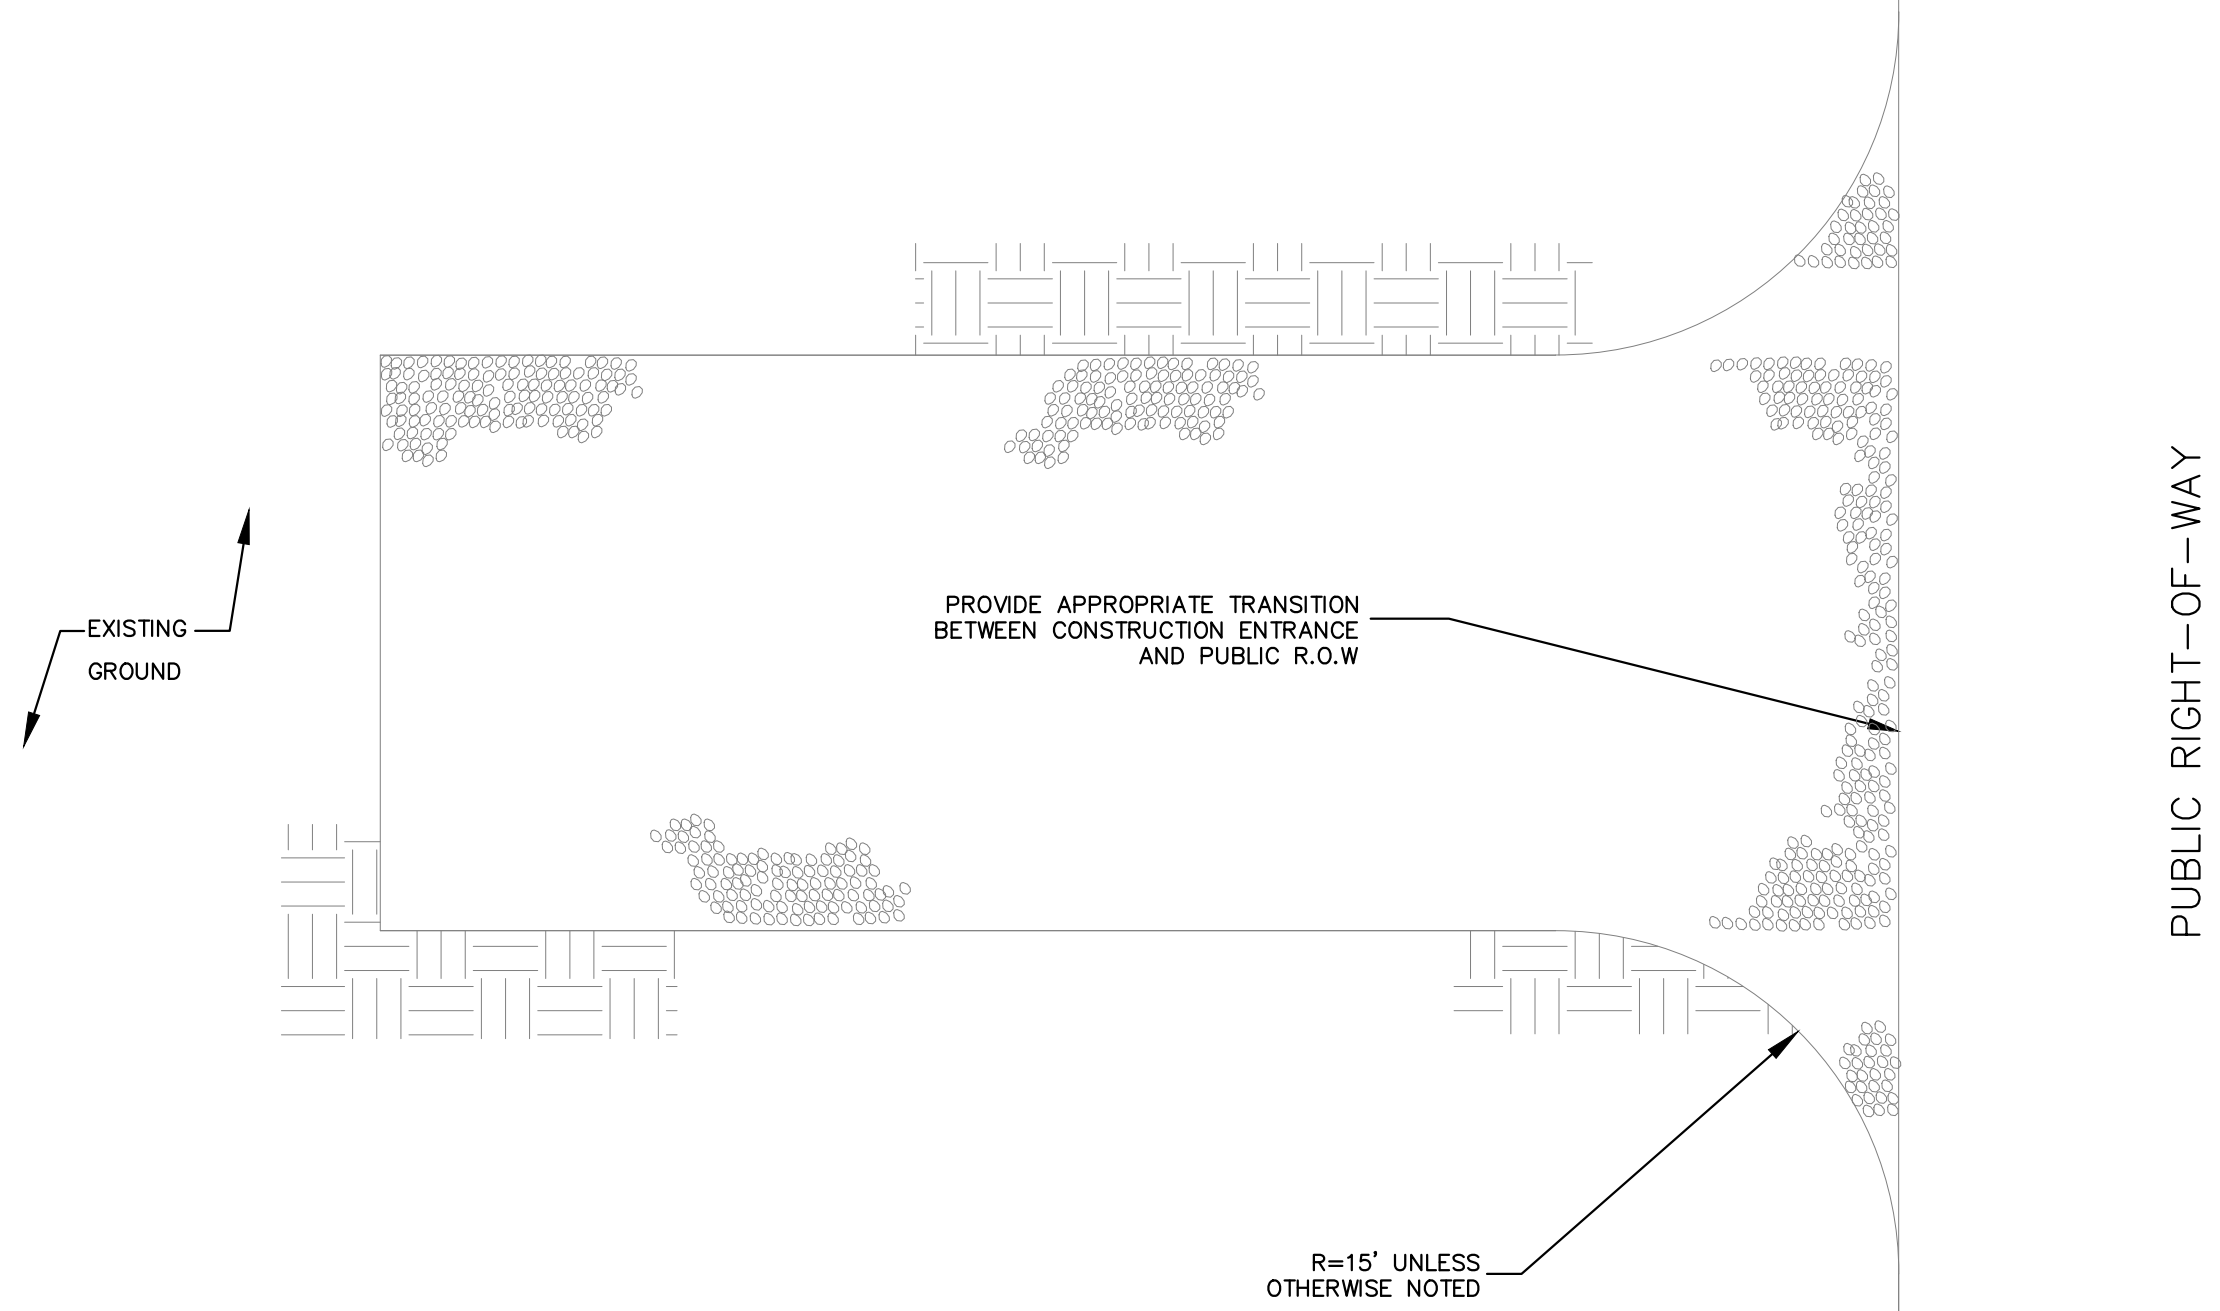 EXISTING
GROUND
PROVIDE APPROPRIATE TRANSITION
BETWEEN CONSTRUCTION ENTRANCE
AND PUBLIC R.O.W
PUBLIC RIGHT-OF-WAY
R=15' UNLESS
OTHERWISE NOTED